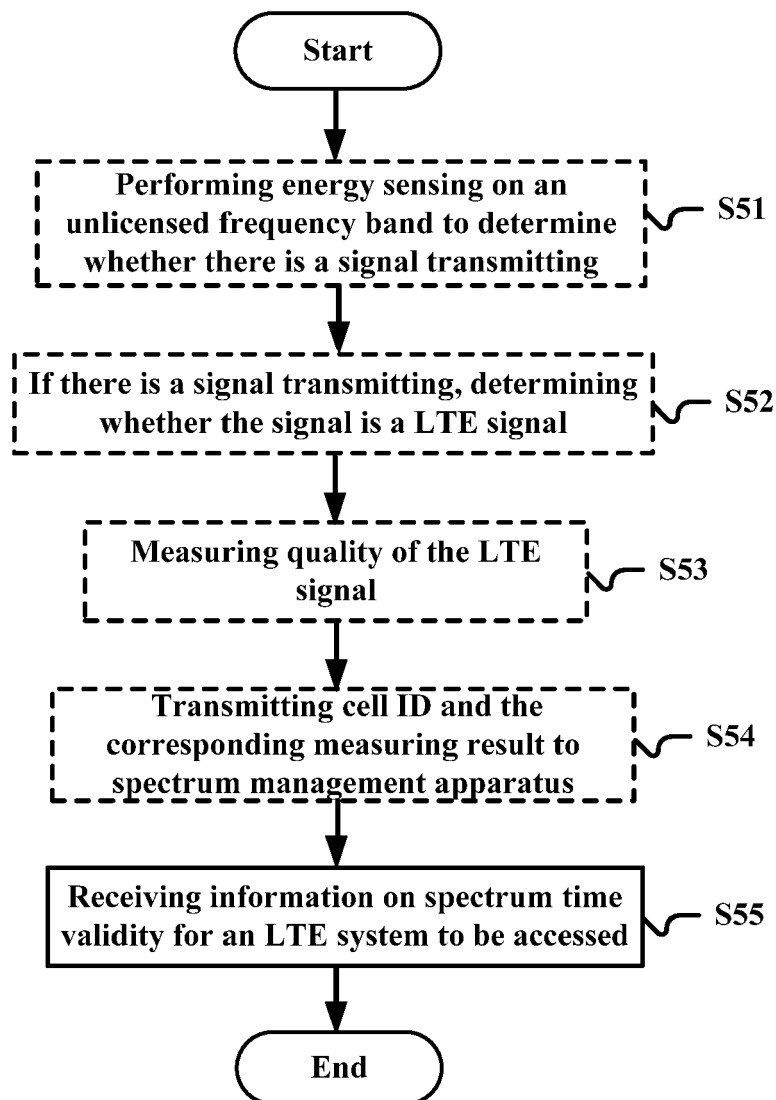 Start
Performing energy sensing on an
unlicensed frequency band to determine
whether there is a signal transmitting
S51
If there is a signal transmitting, determining
whether the signal is a LTE signal
S52
Measuring quality of the LTE
signal
S53
Transmitting cell ID and the
corresponding measuring result to
spectrum management apparatus
S54
Receiving information on spectrum time
validity for an LTE system to be accessed
S55
End